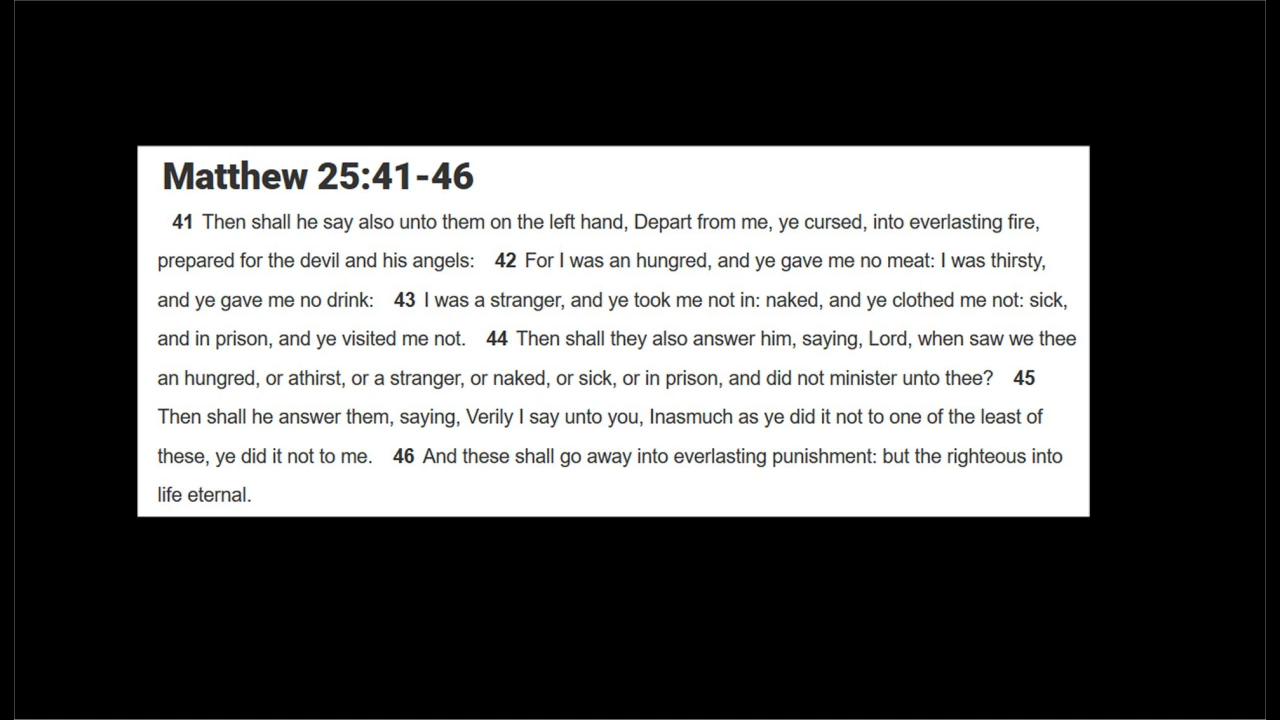 Matthew 25:41-46
41 Then shall he say also unto them on the left hand, Depart from me, ye cursed, into everlasting fire,
prepared for the devil and his angels: 42 For I was an hungred, and ye gave me no meat: I was thirsty,
and ye gave me no drink: 43 I was a stranger, and ye took me not in: naked, and ye clothed me not: sick,
and in prison, and ye visited me not. 44 Then shall they also answer him, saying, Lord, when saw we thee
an hungred, or athirst, or a stranger, or naked, or sick, or in prison, and did not minister unto thee? 45
Then shall he answer them, saying, Verily I say unto you, Inasmuch as ye did it not to one of the least of
these, ye did it not to me. 46 And these shall go away into everlasting punishment: but the righteous into
life eternal.